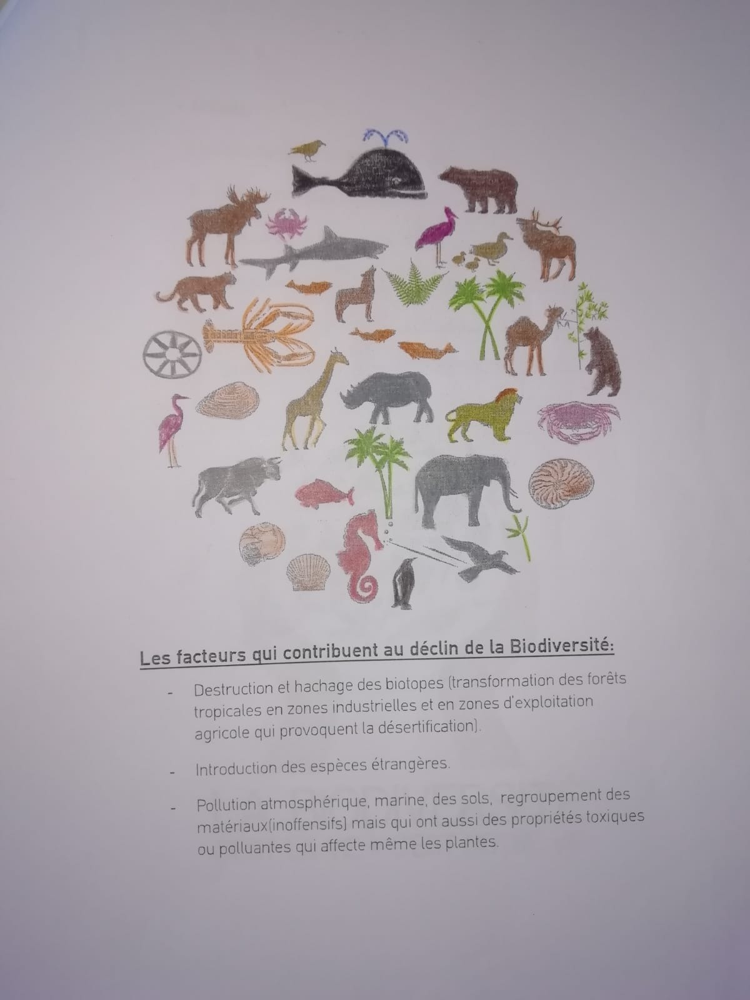 Les facteurs qui contribuent au déclin de la Biodiversité:
- Destruction et hachage des biotopes (transformation des forêts
tropicales en zones industrielles et en zones d'exploitation
agricole qui provoquent la désertification).
- Introduction des espèces étrangères.
- Pollution atmosphérique, marine, des sols, regroupement des
matériaux(inoffensifs) mais qui ont aussi des propriétés toxiques
ou polluantes qui affecte même les plantes.